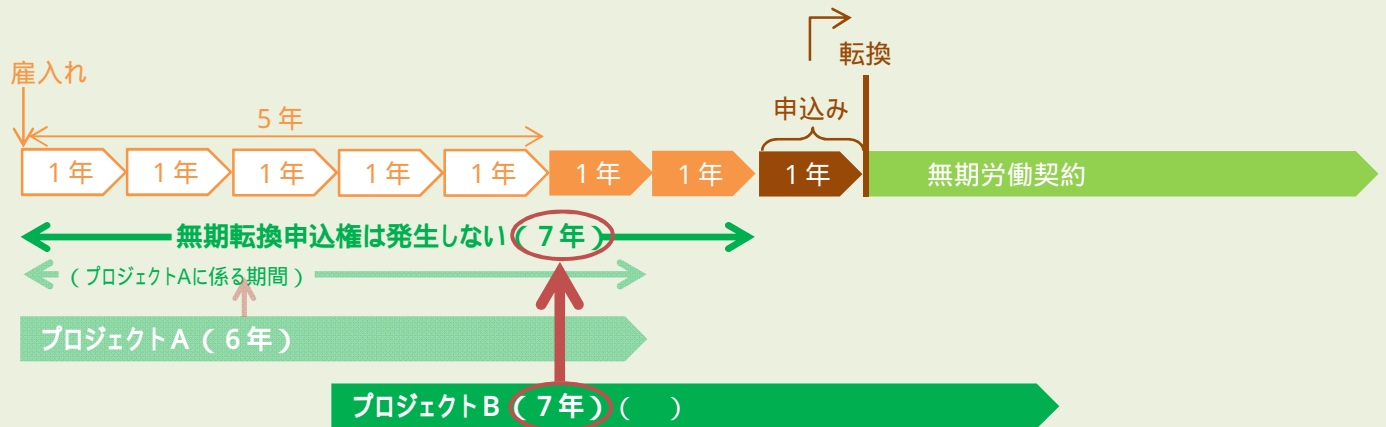 転換
雇入れ
申込み
５年
１年 １年 １年 １年 １年 １年 １年 １年 無期労働契約
無期転換申込権は発生しない（７年）
（プロジェクトAに係る期間）
プロジェクトA（６年）
プロジェクトB（７年）（　）